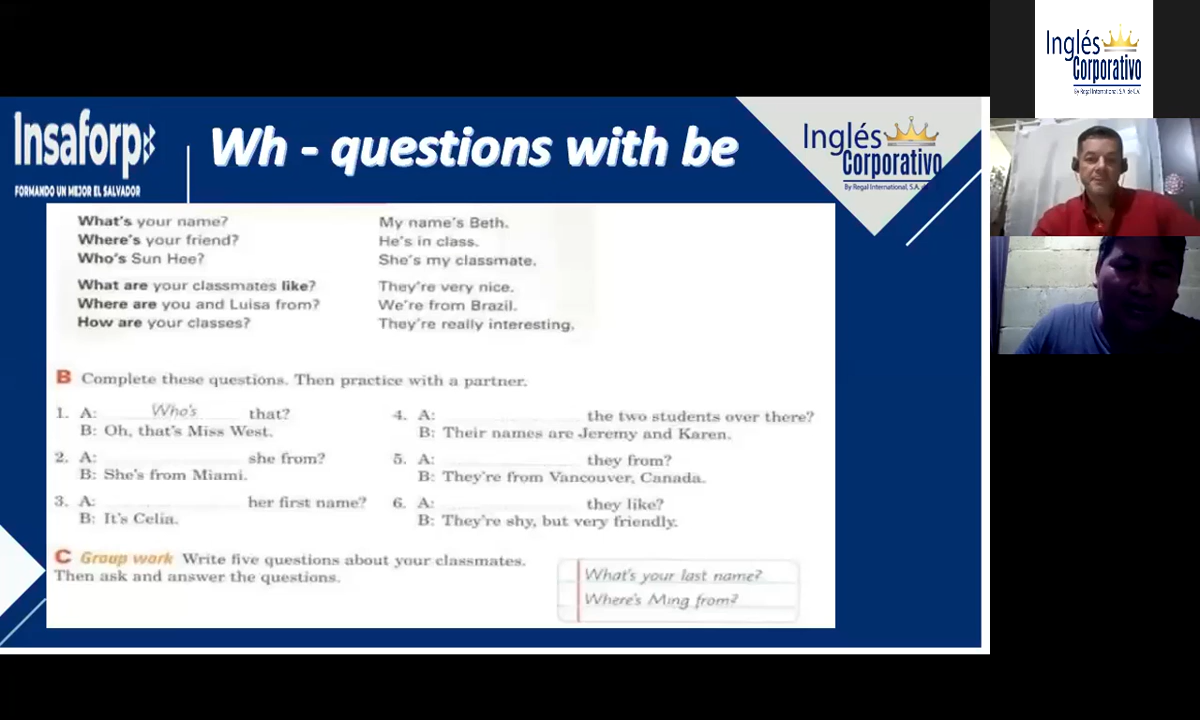 Inglés
Corporativo
By Regal International, S.A. de C.V.
Insaforp
FORMANDO UN MEJOR EL SALVADOR
Wh - questions with be
Inglés
Corporativo
By Regal International, S.A. de
What's your name? My name's Beth.
Where's your friend? He's in class.
Who's Sun Hee? She's my classmate.
What are your classmates like? They're very nice.
Where are you and Luisa from? We're from Brazil.
How are your classes? They're really interesting.
B Complete these questions. Then practice with a partner.
1. A: Who's that?
B: Oh, that's Miss West.
2. A: she from?
B: She's from Miami.
3. A: her first name?
B: It's Celia.
4. A: the two students over there?
B: Their names are Jeremy and Karen.
5. A: they from?
B: They're from Vancouver, Canada.
6. A: they like?
B: They're shy, but very friendly.
C Group work Write five questions about your classmates.
Then ask and answer the questions.
What's your last name?
Where's Ming from?